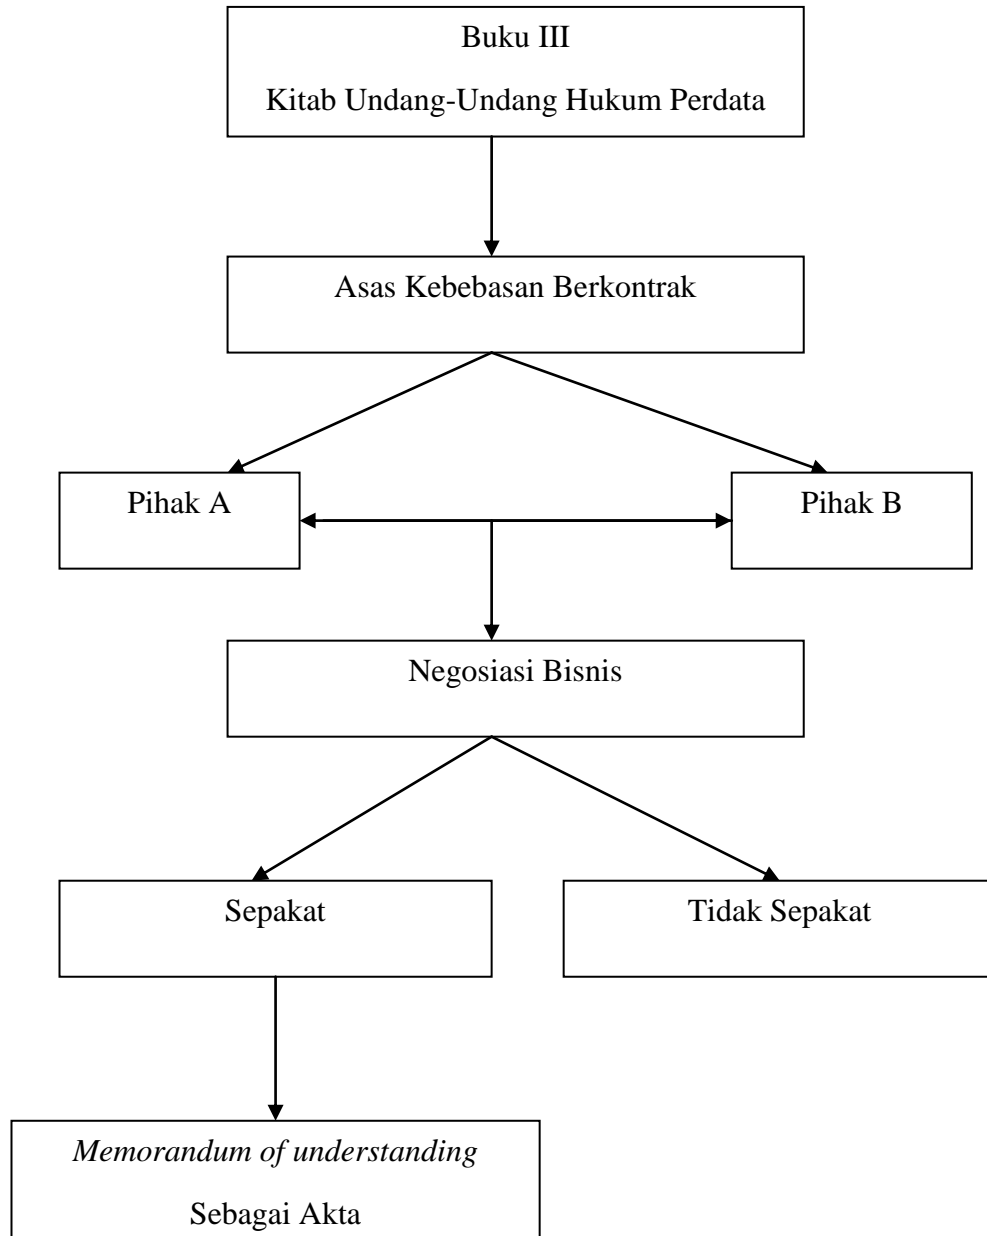 Buku III
Kitab Undang-Undang Hukum Perdata
Asas Kebebasan Berkontrak
Pihak A
Pihak B
Negosiasi Bisnis
Sepakat
Tidak Sepakat
Memorandum of understanding
Sebagai Akta